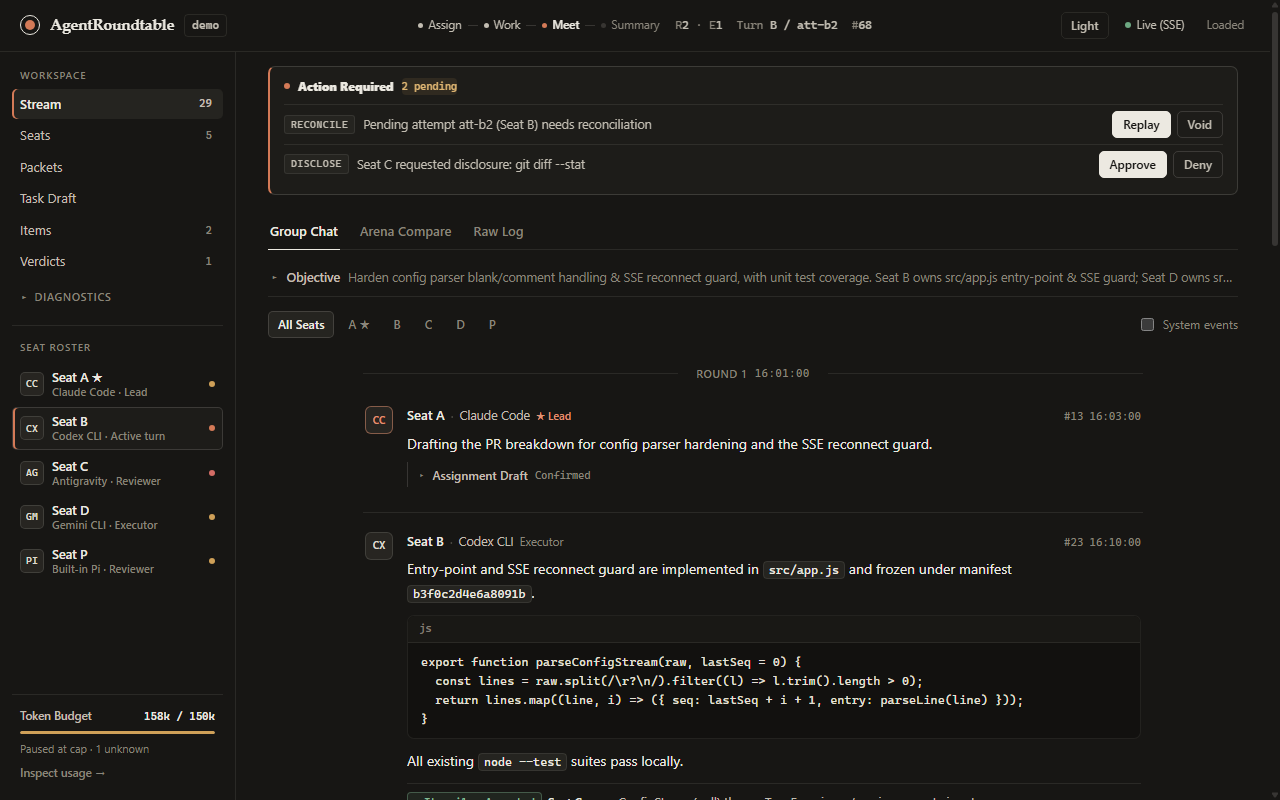 AgentRoundtable demo
Assign Work Meet Summary R2 · E1 Turn B / att-b2 #68
Light Live (SSE) Loaded
WORKSPACE
Stream 29
Seats 5
Packets
Task Draft
Items 2
Verdicts 1
DIAGNOSTICS
SEAT ROSTER
CC Seat A ★
Claude Code · Lead
CX Seat B
Codex CLI · Active turn
AG Seat C
Antigravity · Reviewer
GM Seat D
Gemini CLI · Executor
PI Seat P
Built-in Pi · Reviewer
Token Budget 158k / 150k
Paused at cap · 1 unknown
Inspect usage →
Action Required 2 pending
RECONCILE Pending attempt att-b2 (Seat B) needs reconciliation Replay Void
DISCLOSE Seat C requested disclosure: git diff --stat Approve Deny
Group Chat Arena Compare Raw Log
Objective Harden config parser blank/comment handling & SSE reconnect guard, with unit test coverage. Seat B owns src/app.js entry-point & SSE guard; Seat D owns sr...
All Seats A ★ B C D P System events
ROUND 1 16:01:00
CC Seat A · Claude Code ★ Lead #13 16:03:00
Drafting the PR breakdown for config parser hardening and the SSE reconnect guard.
Assignment Draft Confirmed
CX Seat B · Codex CLI Executor #23 16:10:00
Entry-point and SSE reconnect guard are implemented in src/app.js and frozen under manifest
b3f0c2d4e6a8091b.
js
export function parseConfigStream(raw, lastSeq = 0) {
  const lines = raw.split(/\r?\n/).filter((l) => l.trim().length > 0);
  return lines.map((line, i) => ({ seq: lastSeq + i + 1, entry: parseLine(line) }));
}
All existing node --test suites pass locally.